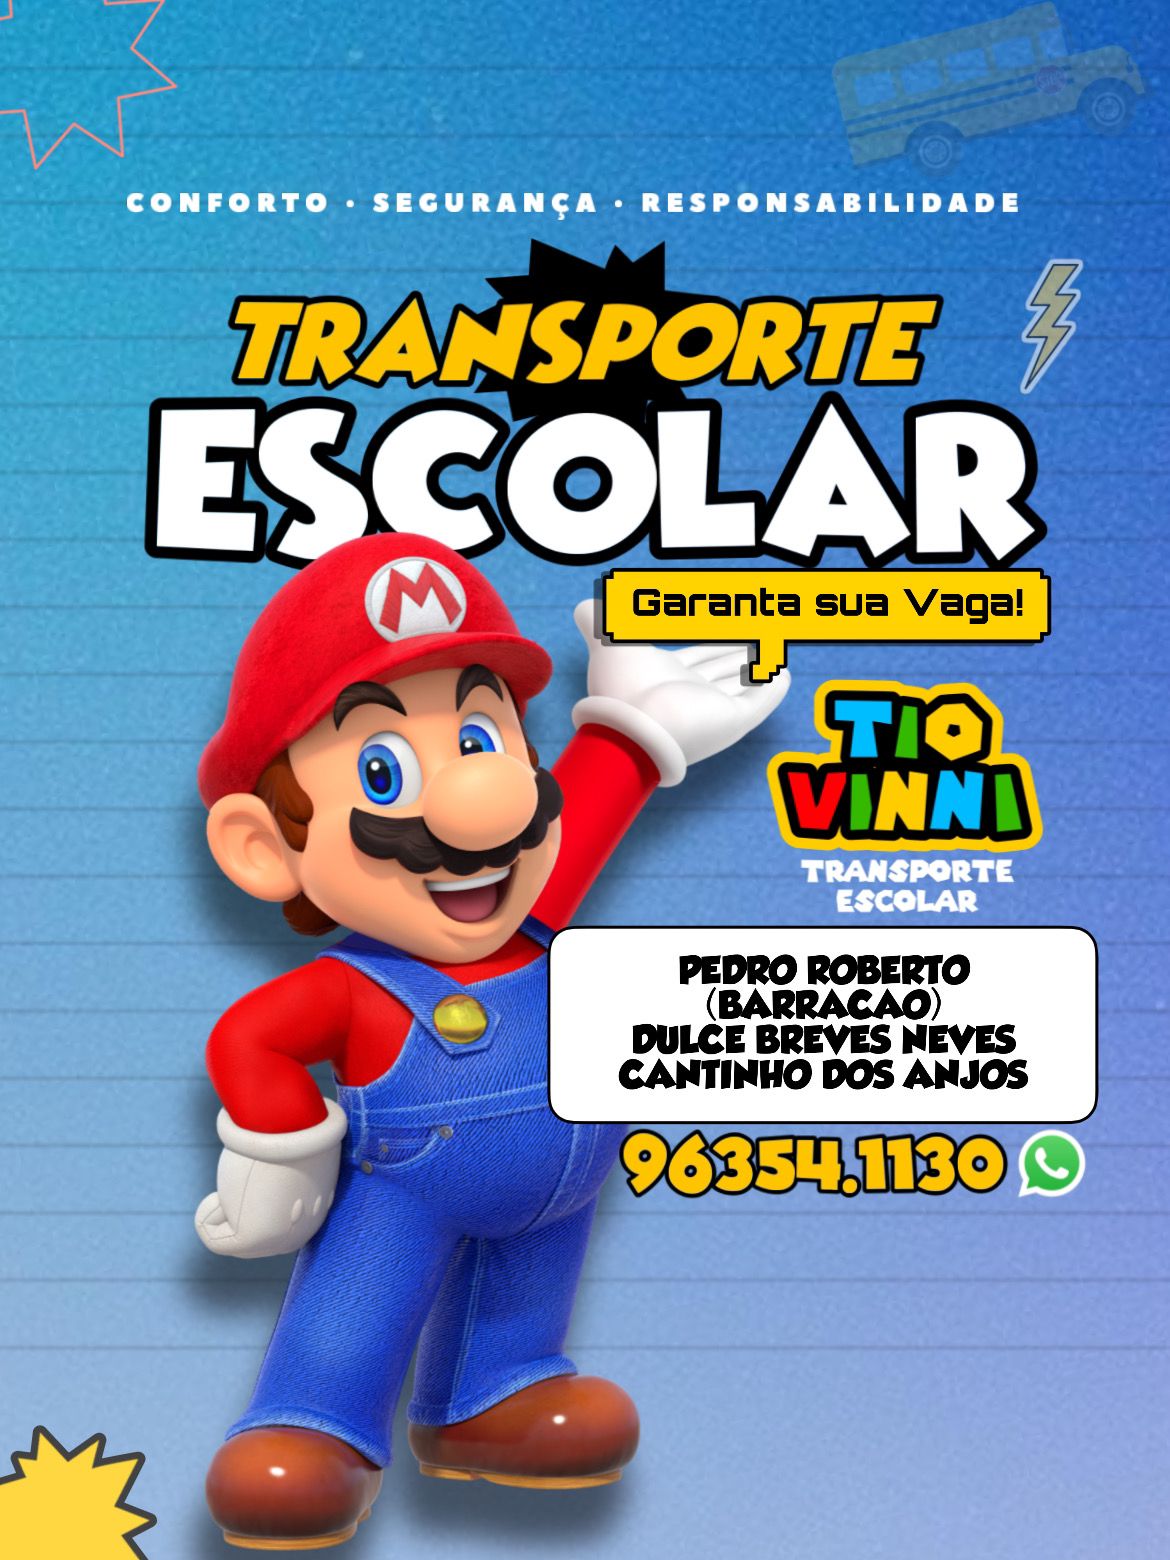 CONFORTO • SEGURANÇA • RESPONSABILIDADE
TRANSPORTE
ESCOLAR
M
Garanta sua Vaga!
TIO
VINNI
TRANSPORTE
ESCOLAR
PEDRO ROBERTO
(BARRACAO)
DULCE BREVES NEVES
CANTINHO DOS ANJOS
96354.1130